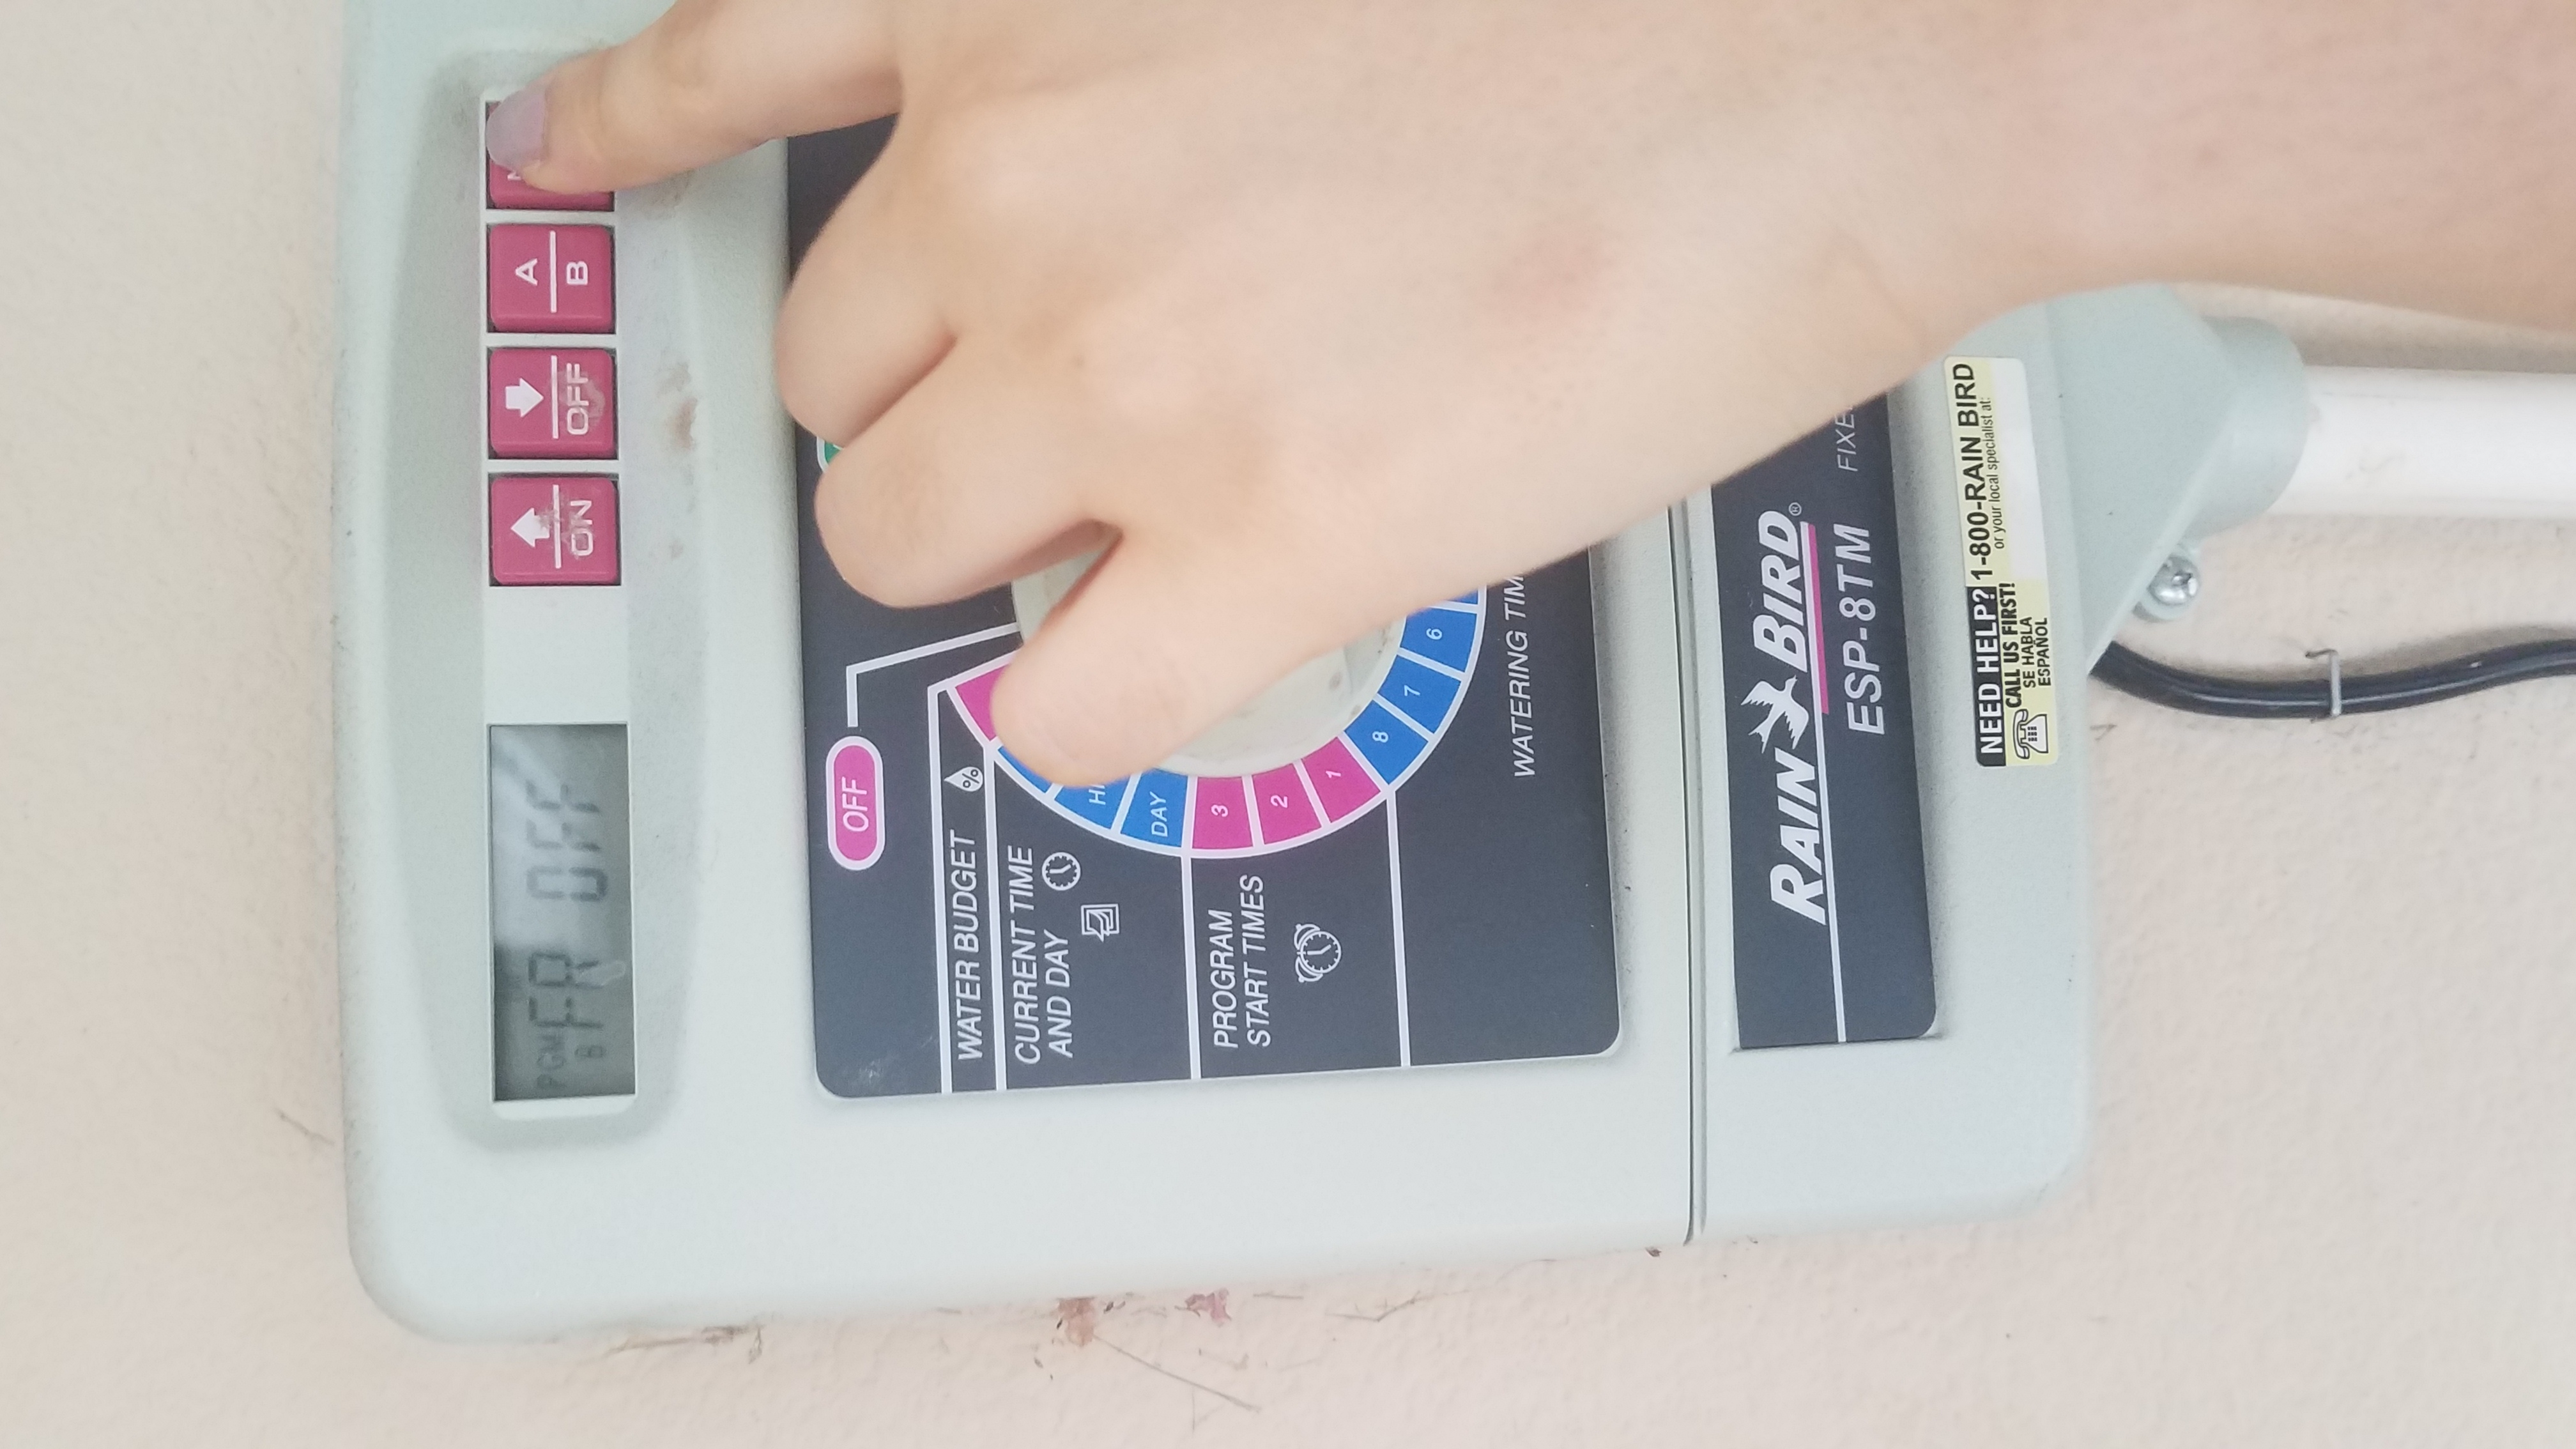 PGM
B
FR OFF
ON
OFF
A
B
OFF
WATER BUDGET %
CURRENT TIME
AND DAY
DAY
PROGRAM
START TIMES
3
2
1
8
7
6
WATERING
RAIN BIRD®
ESP-8TM
NEED HELP? 1-800-RAIN BIRD
or your local specialist at:
CALL US FIRST!
SE HABLA
ESPAÑOL